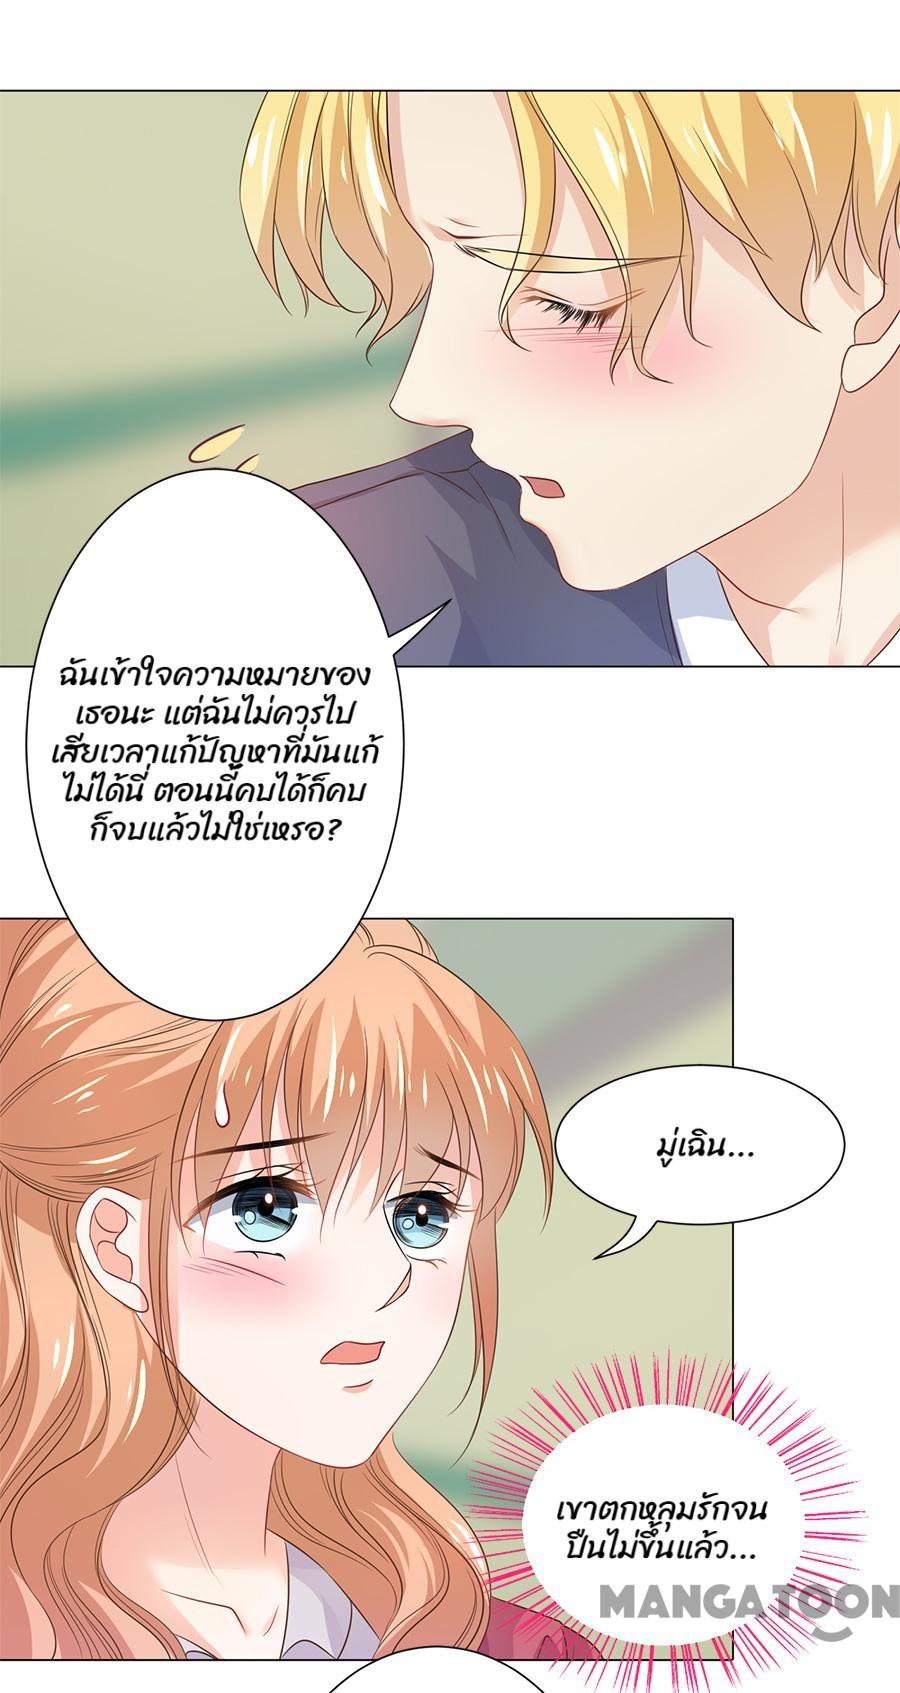 ฉันเข้าใจความหมายของ
เธอนะ แต่ฉันไม่ควรไป
เสียเวลาแก้ปัญหาที่มันแก้
ไม่ได้นี่ ตอนนี้คบได้ก็คบ
ก็จบแล้วไม่ใช่เหรอ?
มู่เฉิน...
เขาตกหลุมรักจน
ปีนไม่ขึ้นแล้ว...
MANGATOON